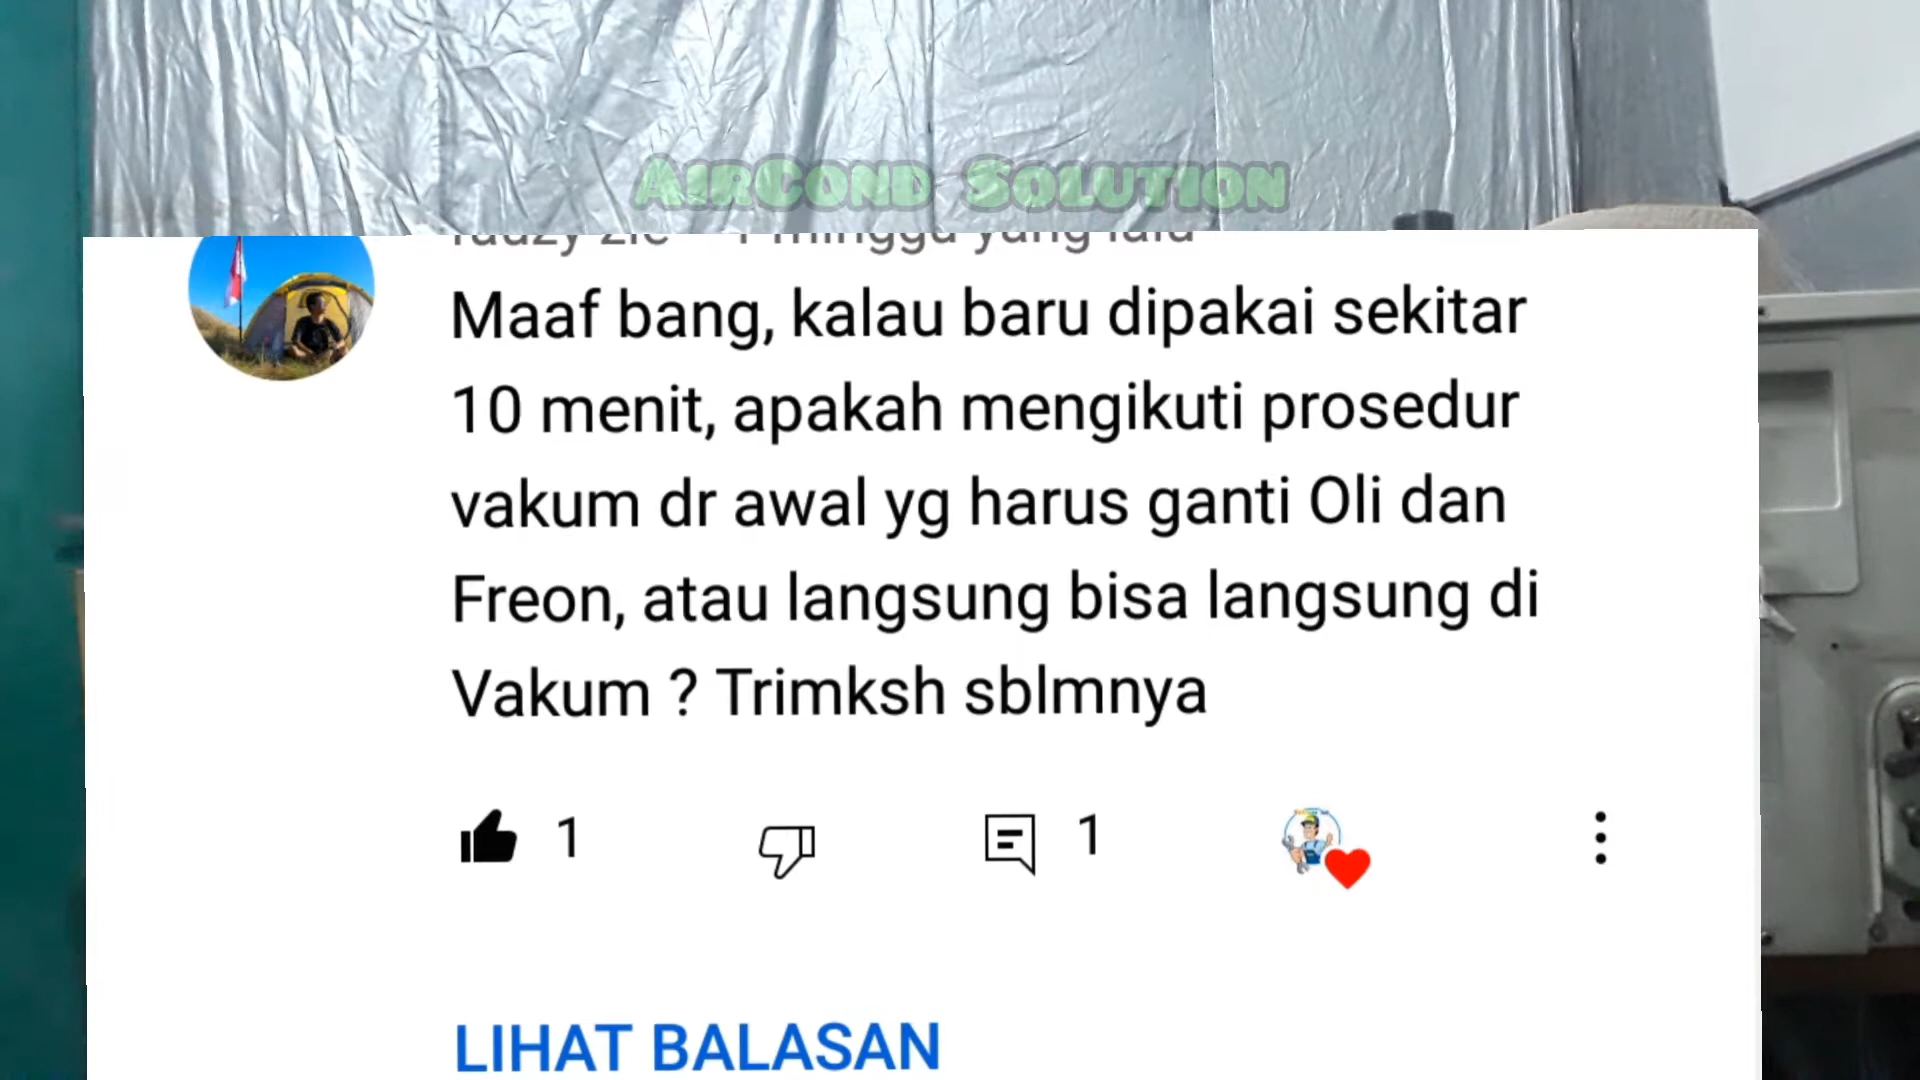 AirCond Solution
Maaf bang, kalau baru dipakai sekitar
10 menit, apakah mengikuti prosedur
vakum dr awal yg harus ganti Oli dan
Freon, atau langsung bisa langsung di
Vakum ? Trimksh sblmnya
1
1
LIHAT BALASAN